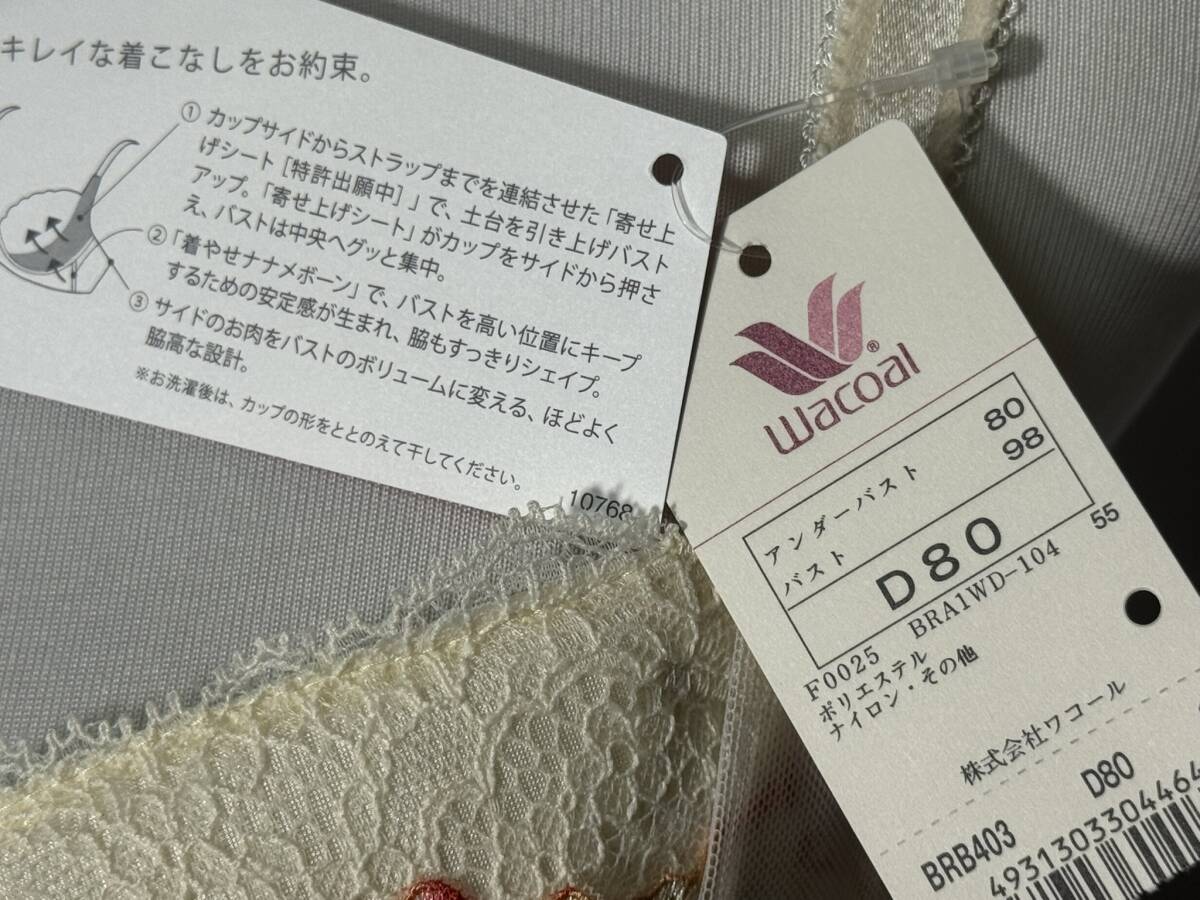 キレイな着こなしをお約束。
① カップサイドからストラップまでを連結させた「寄せ上
げシート［特許出願中］」で、土台を引き上げバスト
アップ。「寄せ上げシート」がカップをサイドから押さ
え、バストは中央へグッと集中。
②「着やせナナメボーン」で、バストを高い位置にキープ
するための安定感が生まれ、脇もすっきりシェイプ。
③ サイドのお肉をバストのボリュームに変える、ほどよく
脇高な設計。
※お洗濯後は、カップの形をととのえて干してください。
10768
Wacoal®
アンダーバスト 80
バスト 98
D80
55
BRA1WD-104
F0025
ポリエステル
ナイロン・その他
株式会社ワコール
D80
BRB403
4931303304464